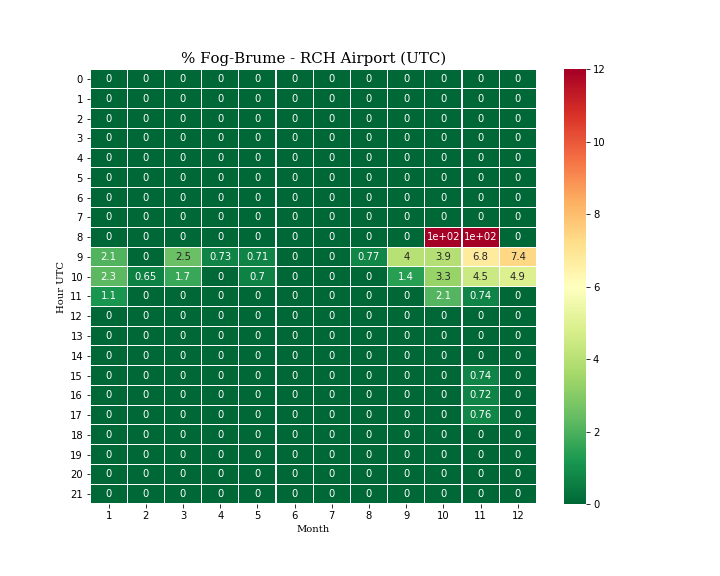 % Fog-Brume - RCH Airport (UTC)
0 0 0 0 0 0 0 0 0 0 0 0 0
1 0 0 0 0 0 0 0 0 0 0 0 0
2 0 0 0 0 0 0 0 0 0 0 0 0
3 0 0 0 0 0 0 0 0 0 0 0 0
4 0 0 0 0 0 0 0 0 0 0 0 0
5 0 0 0 0 0 0 0 0 0 0 0 0
6 0 0 0 0 0 0 0 0 0 0 0 0
7 0 0 0 0 0 0 0 0 0 0 0 0
8 0 0 0 0 0 0 0 0 0 1e+02 1e+02 0
9 2.1 0 2.5 0.73 0.71 0 0 0.77 4 3.9 6.8 7.4
10 2.3 0.65 1.7 0 0.7 0 0 0 1.4 3.3 4.5 4.9
11 1.1 0 0 0 0 0 0 0 0 2.1 0.74 0
12 0 0 0 0 0 0 0 0 0 0 0 0
13 0 0 0 0 0 0 0 0 0 0 0 0
14 0 0 0 0 0 0 0 0 0 0 0 0
15 0 0 0 0 0 0 0 0 0 0 0.74 0
16 0 0 0 0 0 0 0 0 0 0 0.72 0
17 0 0 0 0 0 0 0 0 0 0 0.76 0
18 0 0 0 0 0 0 0 0 0 0 0 0
19 0 0 0 0 0 0 0 0 0 0 0 0
20 0 0 0 0 0 0 0 0 0 0 0 0
21 0 0 0 0 0 0 0 0 0 0 0 0
1 2 3 4 5 6 7 8 9 10 11 12
Month
Hour UTC
12
10
8
6
4
2
0